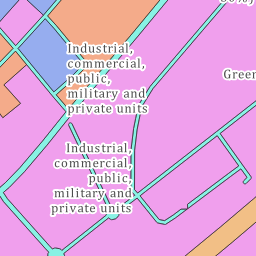 Industrial,
commercial,
public,
military and
private units
Green
Industrial,
commercial,
public,
military and
private units